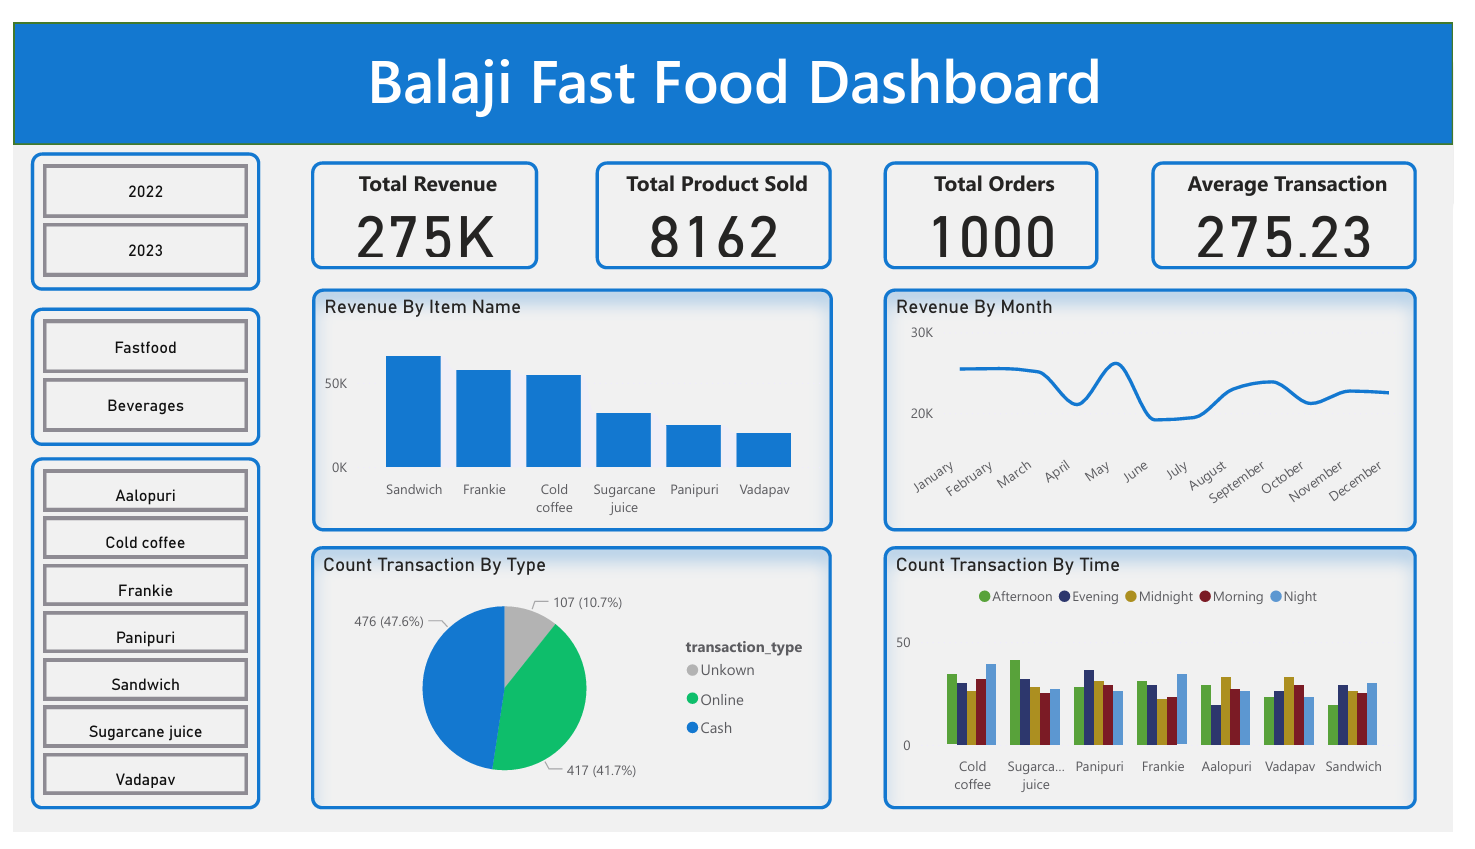 Balaji Fast Food Dashboard
2022
2023
Fastfood
Beverages
Aalopuri
Cold coffee
Frankie
Panipuri
Sandwich
Sugarcane juice
Vadapav
Total Revenue
275K
Total Product Sold
8162
Total Orders
1000
Average Transaction
275.23
Revenue By Item Name
50K
0K
Sandwich
Frankie
Cold
coffee
Sugarcane
juice
Panipuri
Vadapav
Revenue By Month
30K
20K
January
February
March
April
May
June
July
August
September
October
November
December
Count Transaction By Type
107 (10.7%)
476 (47.6%)
417 (41.7%)
transaction_type
Unkown
Online
Cash
Count Transaction By Time
Afternoon
Evening
Midnight
Morning
Night
50
0
Cold
coffee
Sugarca...
juice
Panipuri
Frankie
Aalopuri
Vadapav
Sandwich